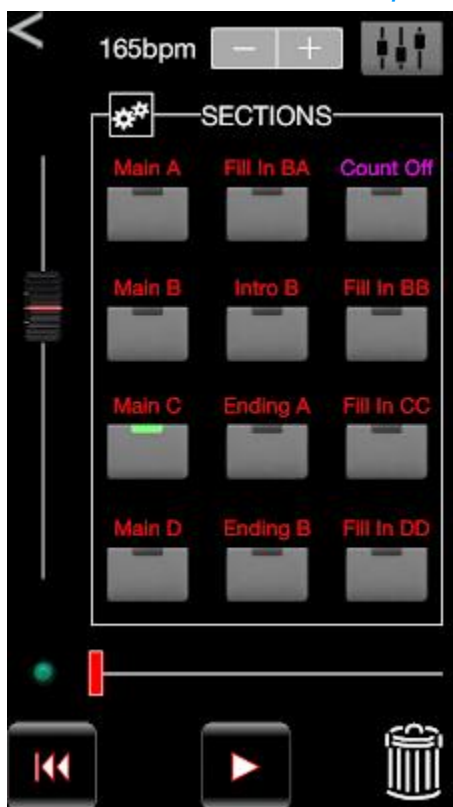 165bpm
SECTIONS
Main A Fill In BA Count Off
Main B Intro B Fill In BB
Main C Ending A Fill In CC
Main D Ending B Fill In DD